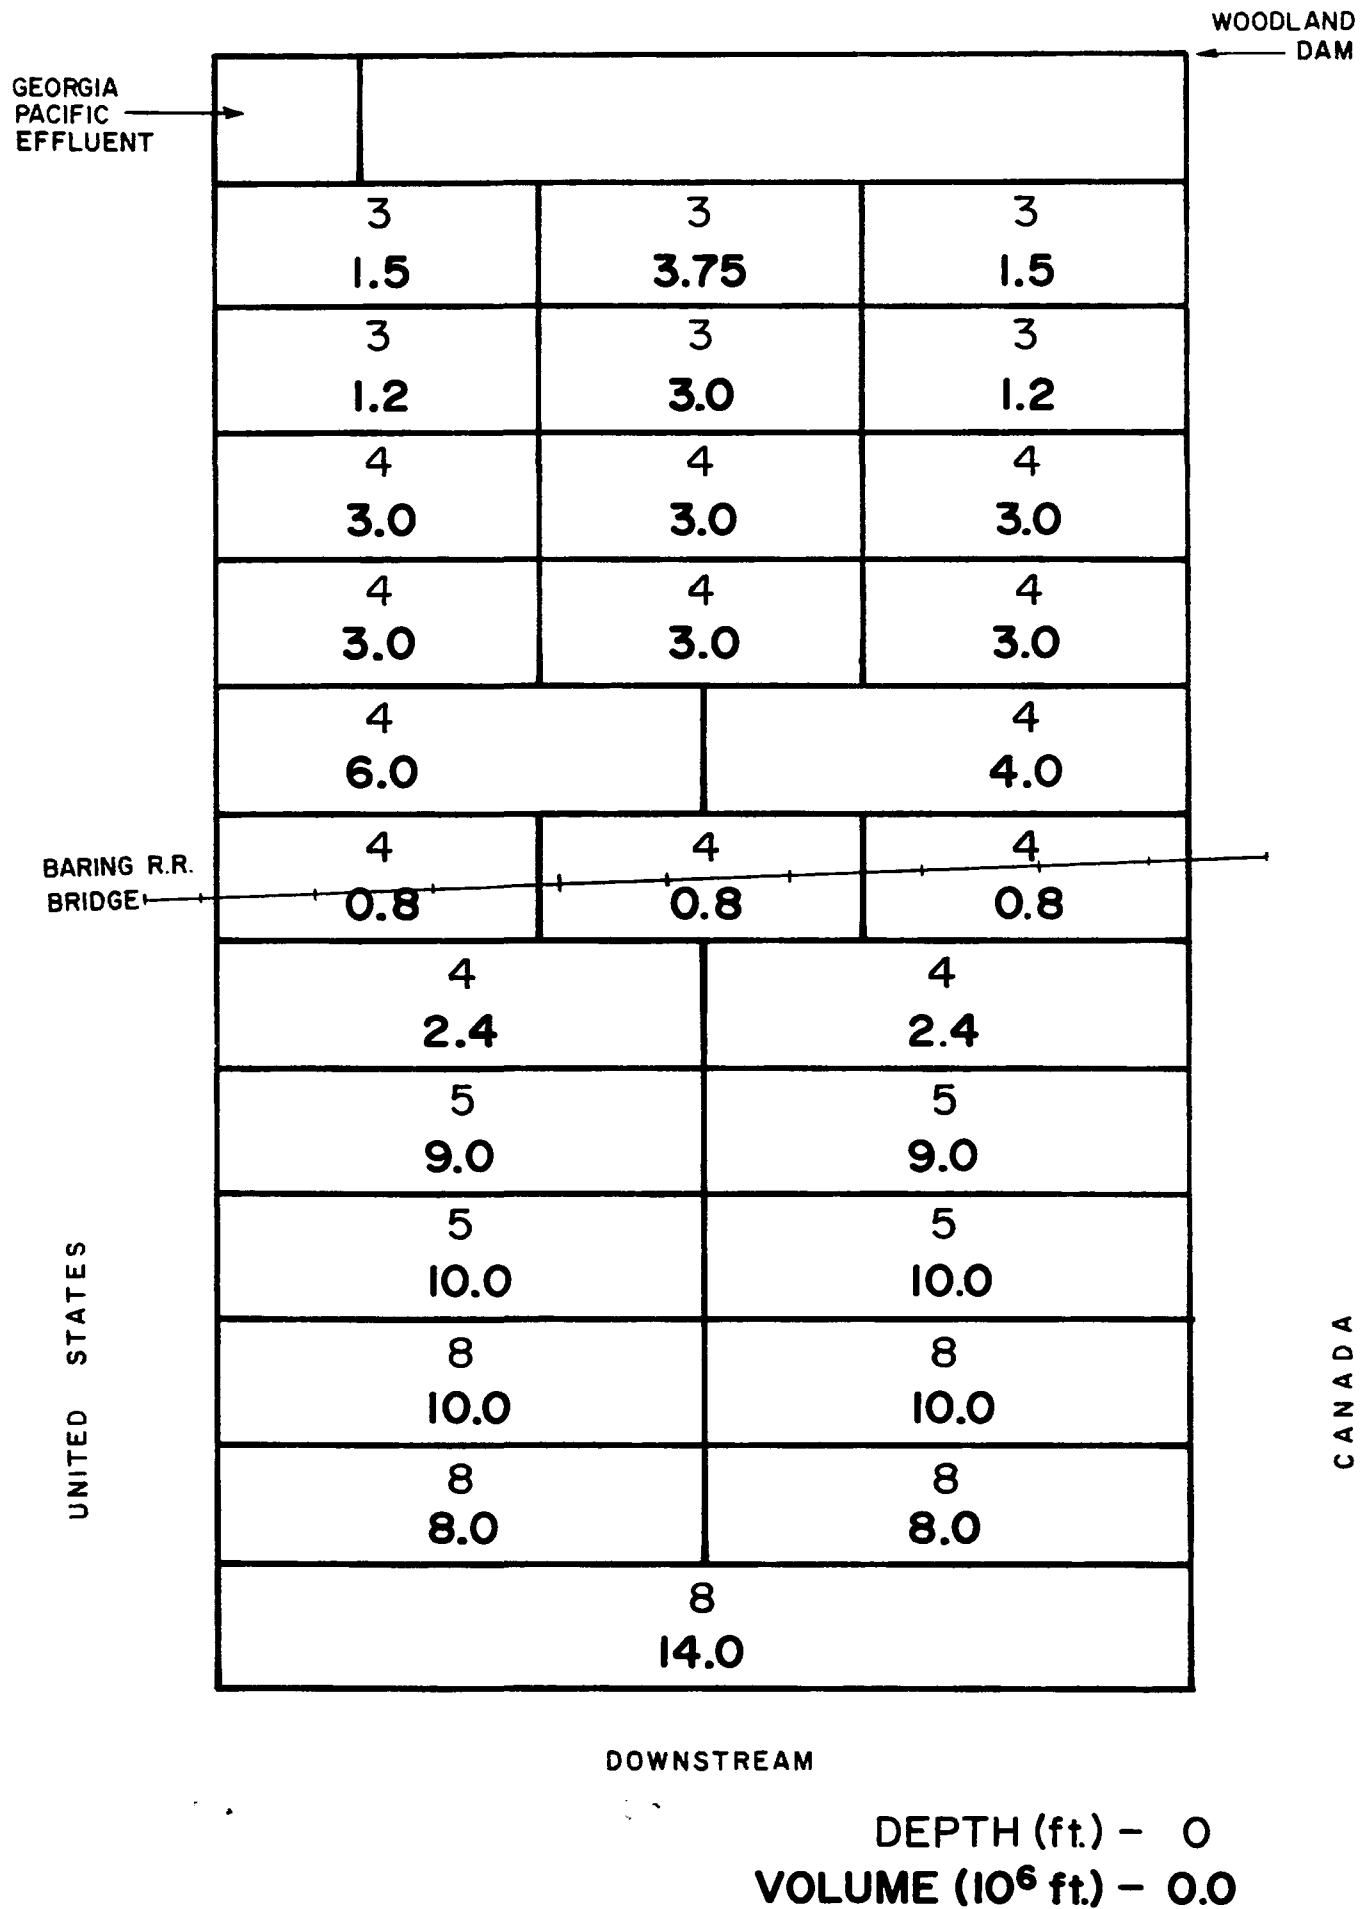 WOODLAND
DAM
GEORGIA
PACIFIC
EFFLUENT
3 3 3
1.5 3.75 1.5
3 3 3
1.2 3.0 1.2
4 4 4
3.0 3.0 3.0
4 4 4
3.0 3.0 3.0
4 4
6.0 4.0
4 4 4
BARING R.R.
BRIDGE
0.8 0.8 0.8
4 4
2.4 2.4
5 5
9.0 9.0
5 5
10.0 10.0
8 8
10.0 10.0
8 8
8.0 8.0
8
14.0
UNITED STATES
CANADA
DOWNSTREAM
DEPTH (ft.) - 0
VOLUME (10⁶ ft.) - 0.0